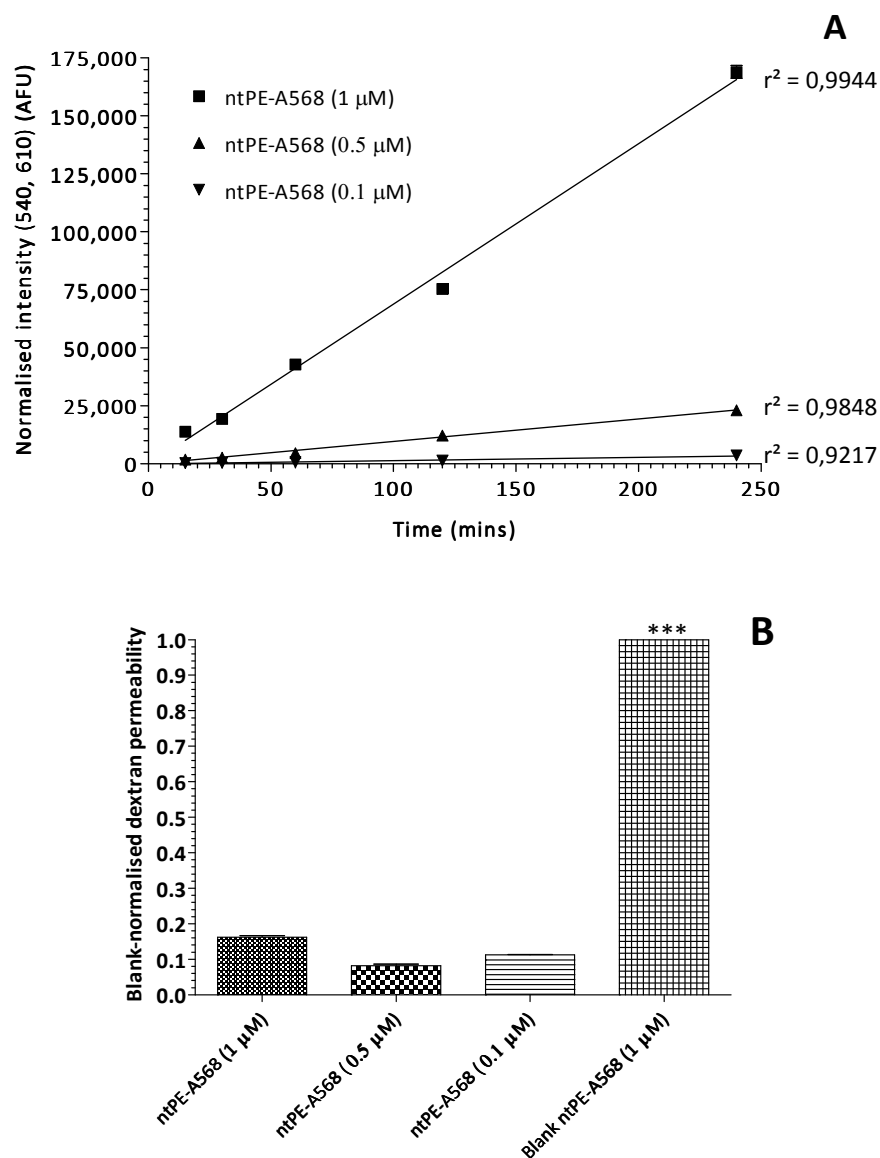 A
Normalised intensity (540, 610) (AFU)
175,000
150,000
125,000
100,000
75,000
50,000
25,000
0
ntPE-A568 (1 μM)
ntPE-A568 (0.5 μM)
ntPE-A568 (0.1 μM)
r² = 0,9944
r² = 0,9848
r² = 0,9217
0 50 100 150 200 250
Time (mins)
B
Blank-normalised dextran permeability
1.0
0.9
0.8
0.7
0.6
0.5
0.4
0.3
0.2
0.1
0.0
***
ntPE-A568 (1 μM)
ntPE-A568 (0.5 μM)
ntPE-A568 (0.1 μM)
Blank ntPE-A568 (1 μM)